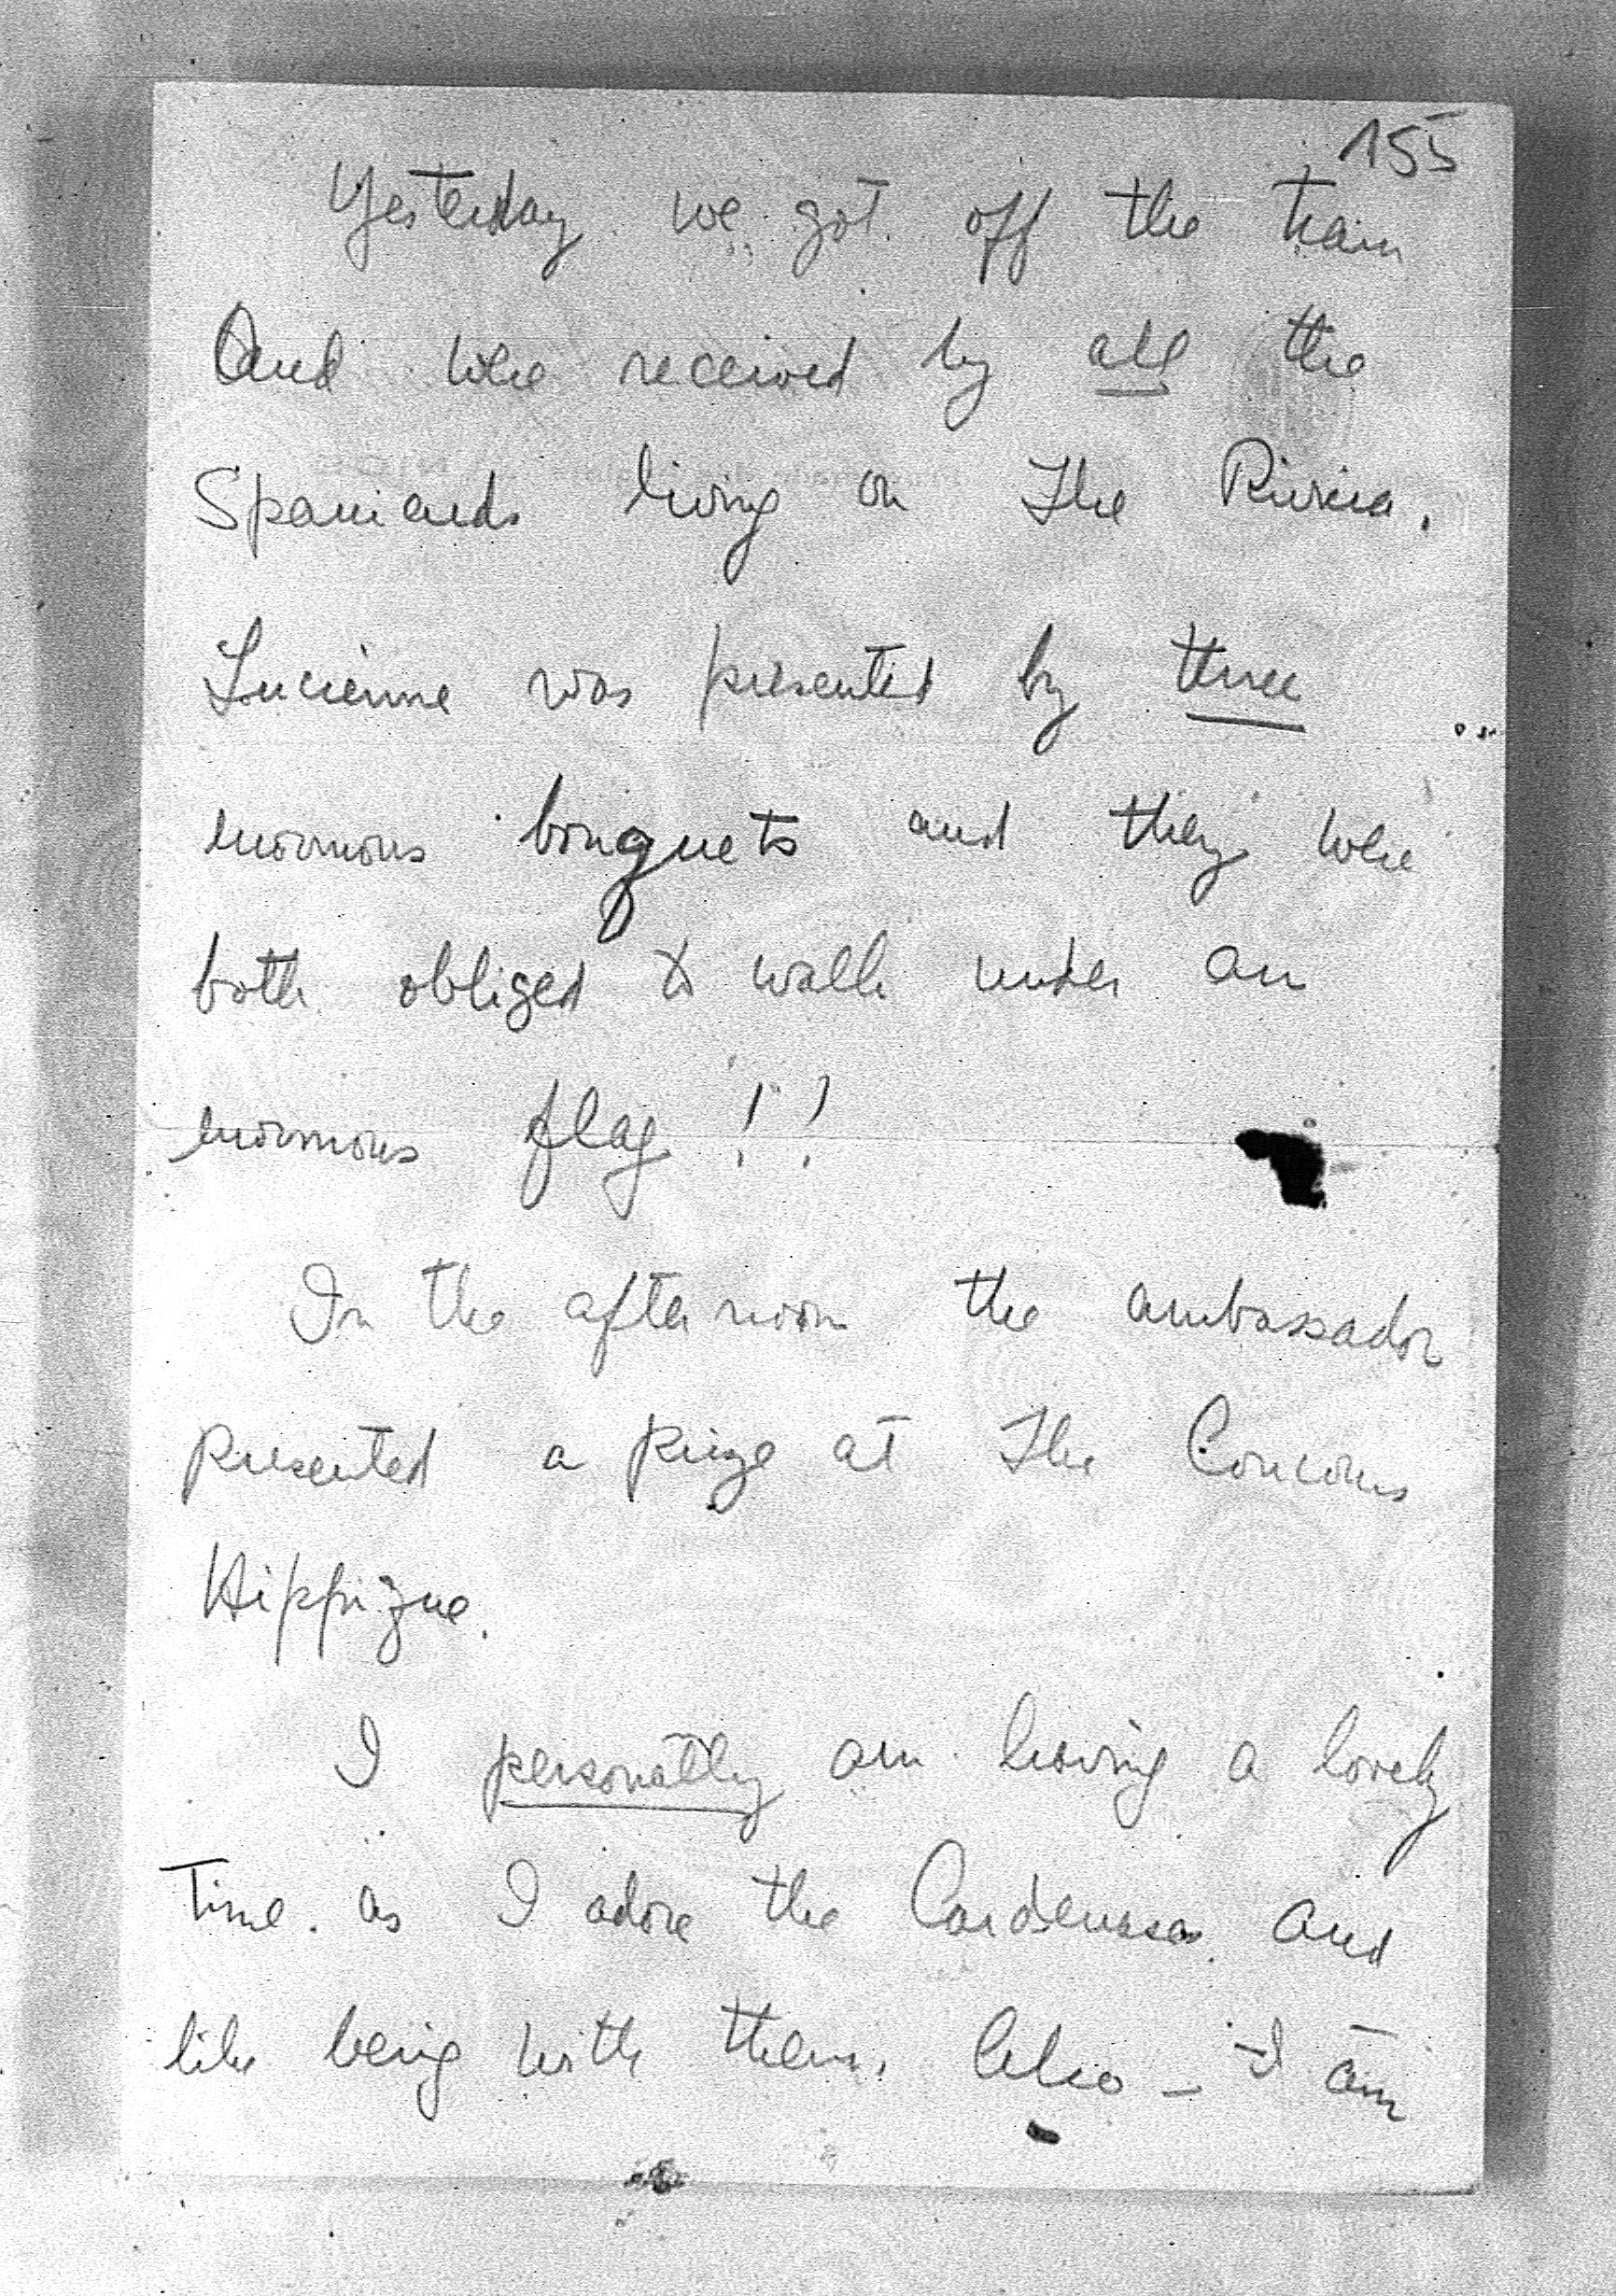 155
Yesterday we got off the train
and were received by all the
Spaniards living on the Riviera.
Lucienne was presented by three
enormous bouquets and they were
both obliged to walk under an
enormous flag !!
In the afternoon the ambassador
presented a prize at the Concours
Hippique.
I personally am having a lovely
time. as I adore the Cardenases and
like being with them. Also – I am